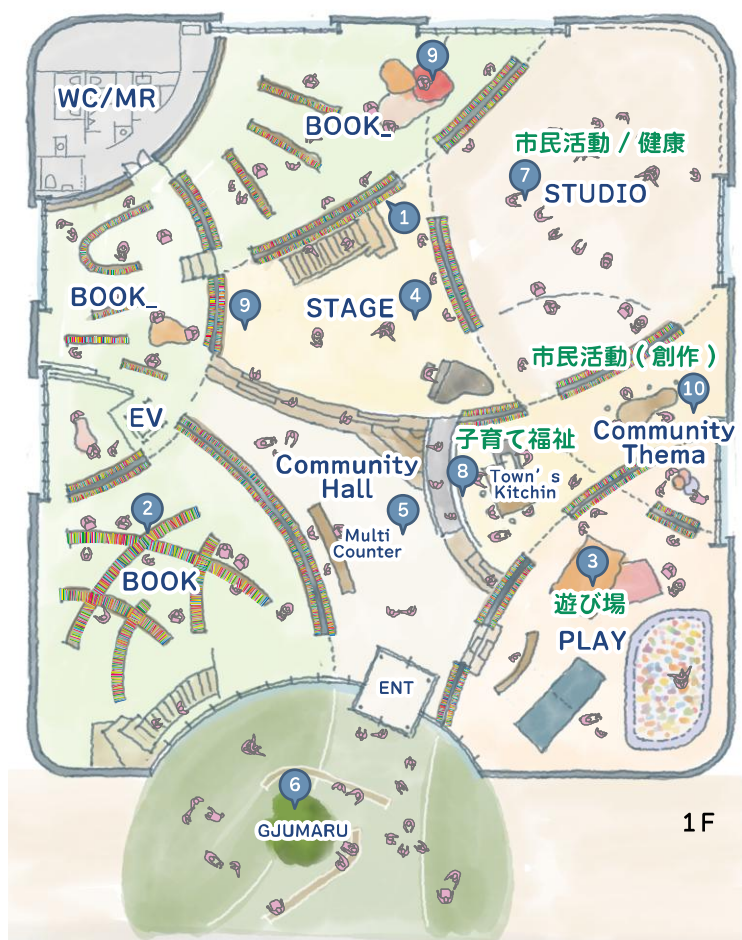 9
WC/MR
BOOK_
市民活動 / 健康
7
STUDIO
1
BOOK_
9
STAGE
4
市民活動 ( 創作 )
10
EV
Community
Thema
子育て福祉
Community
Hall
8
Town's
Kitchin
2
5
Multi
Counter
3
BOOK
遊び場
PLAY
ENT
6
GJUMARU
1F